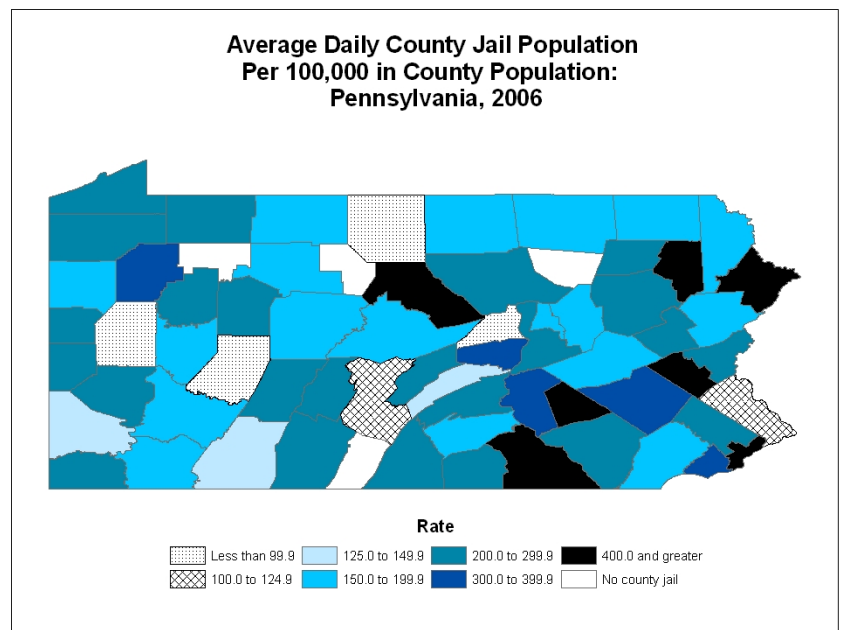 Average Daily County Jail Population
Per 100,000 in County Population:
Pennsylvania, 2006
Rate
Less than 99.9 125.0 to 149.9 200.0 to 299.9 400.0 and greater
100.0 to 124.9 150.0 to 199.9 300.0 to 399.9 No county jail